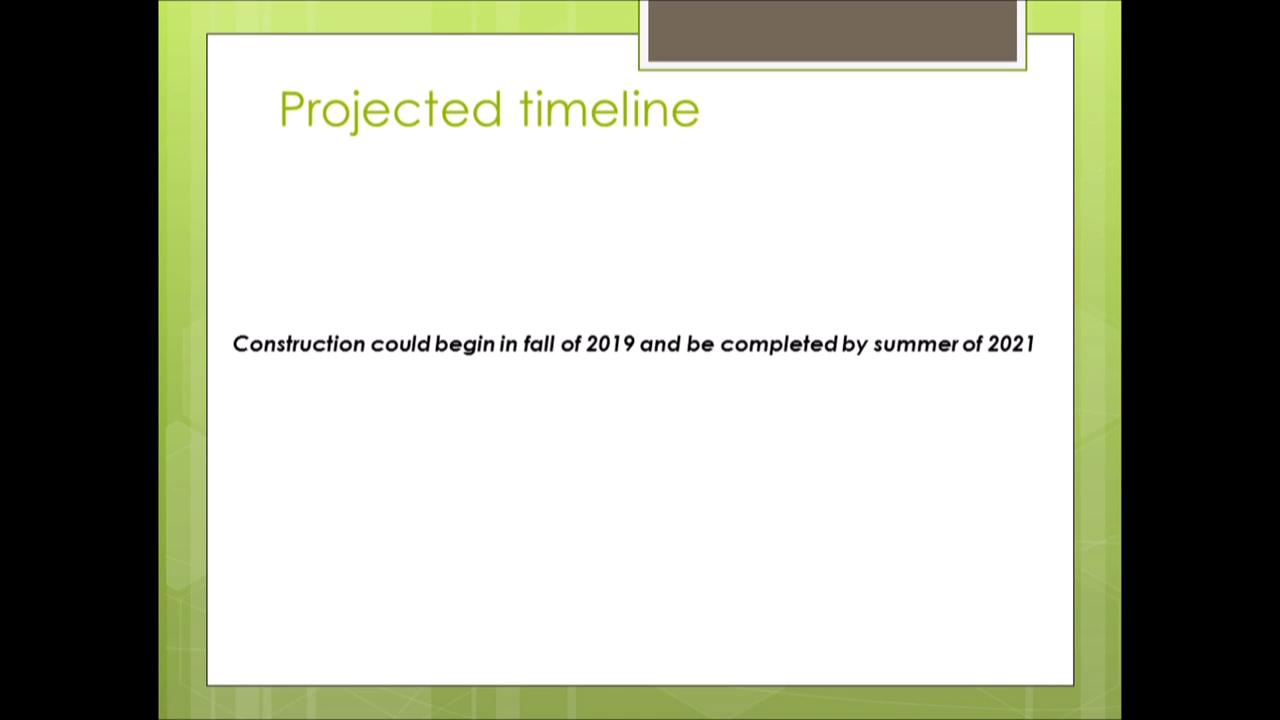 Projected timeline
Construction could begin in fall of 2019 and be completed by summer of 2021